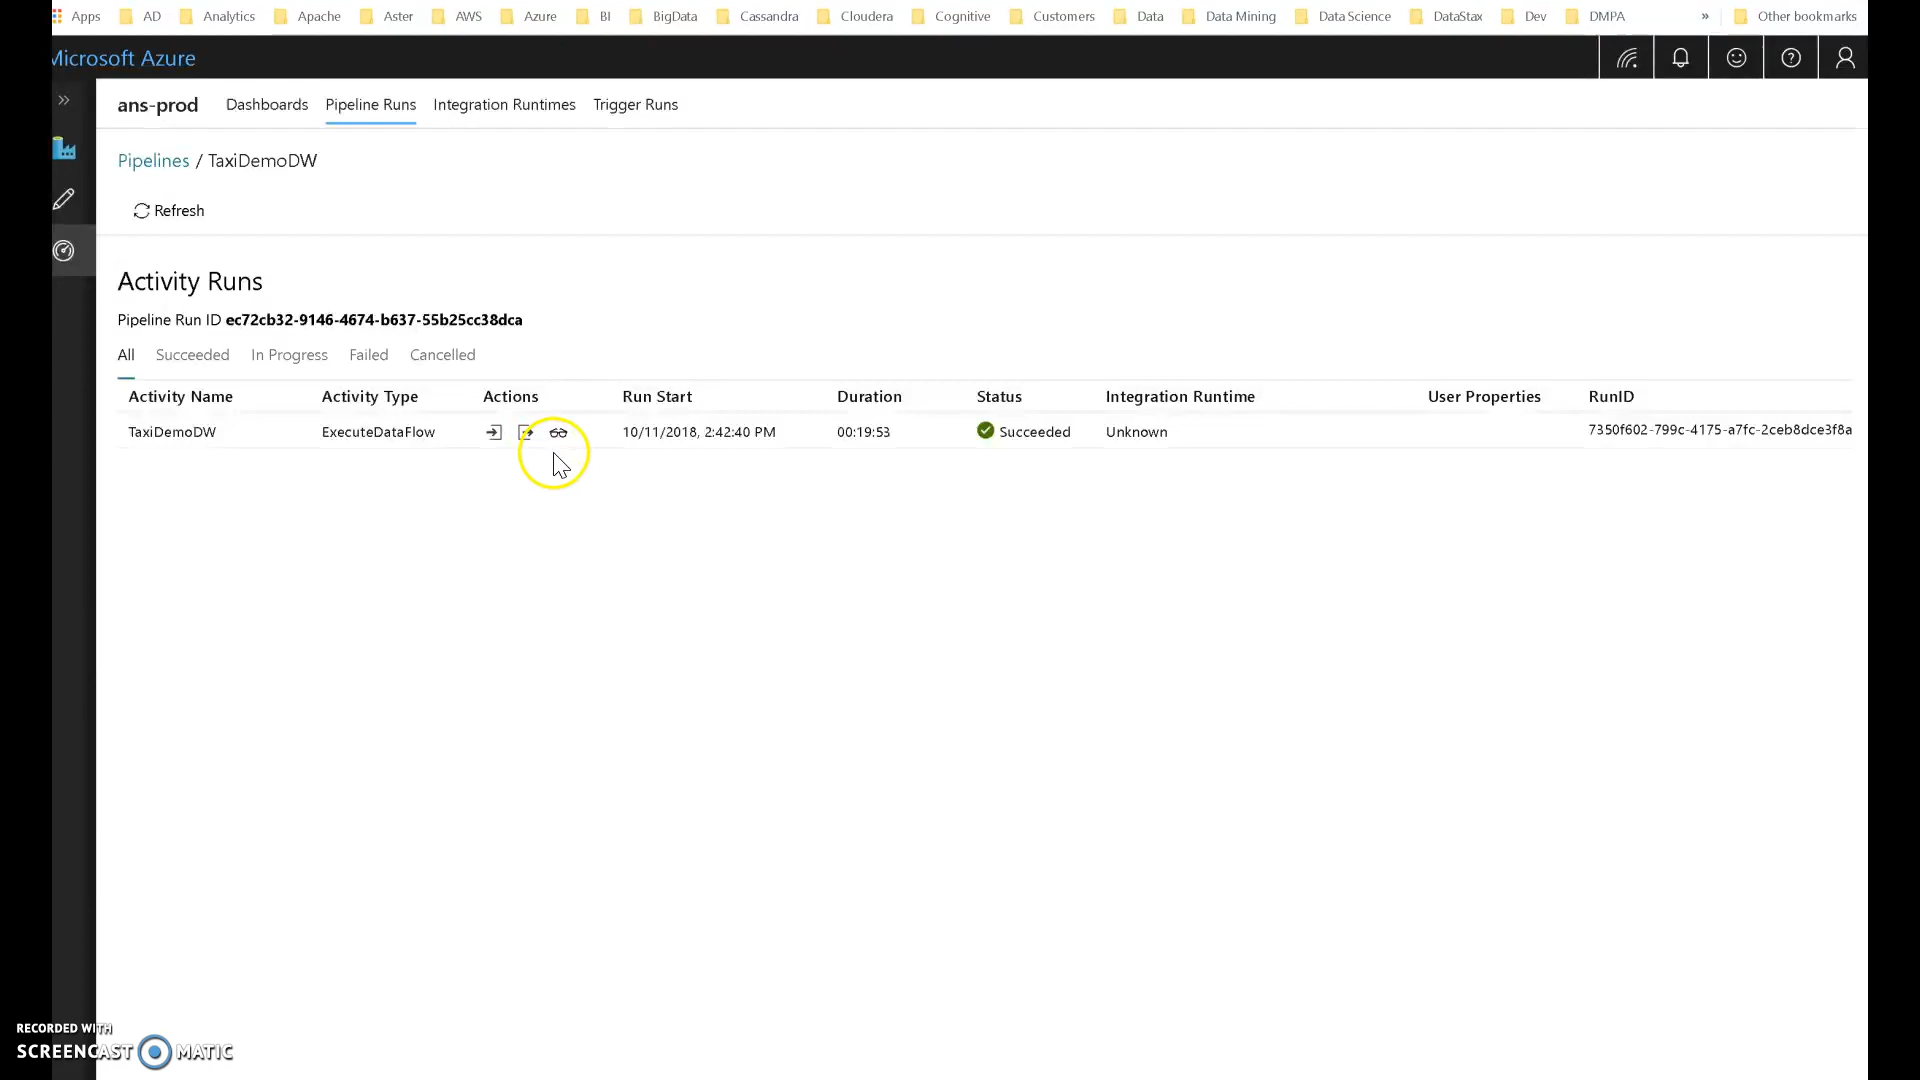 Apps AD Analytics Apache Aster AWS Azure BI BigData Cassandra Cloudera Cognitive Customers Data Data Mining Data Science DataStax Dev DMPA » Other bookmarks
Microsoft Azure
ans-prod Dashboards Pipeline Runs Integration Runtimes Trigger Runs
Pipelines / TaxiDemoDW
Refresh
Activity Runs
Pipeline Run ID ec72cb32-9146-4674-b637-55b25cc38dca
All Succeeded In Progress Failed Cancelled
Activity Name Activity Type Actions Run Start Duration Status Integration Runtime User Properties RunID
TaxiDemoDW ExecuteDataFlow 10/11/2018, 2:42:40 PM 00:19:53 Succeeded Unknown 7350f602-799c-4175-a7fc-2ceb8dce3f8a
RECORDED WITH
SCREENCAST MATIC